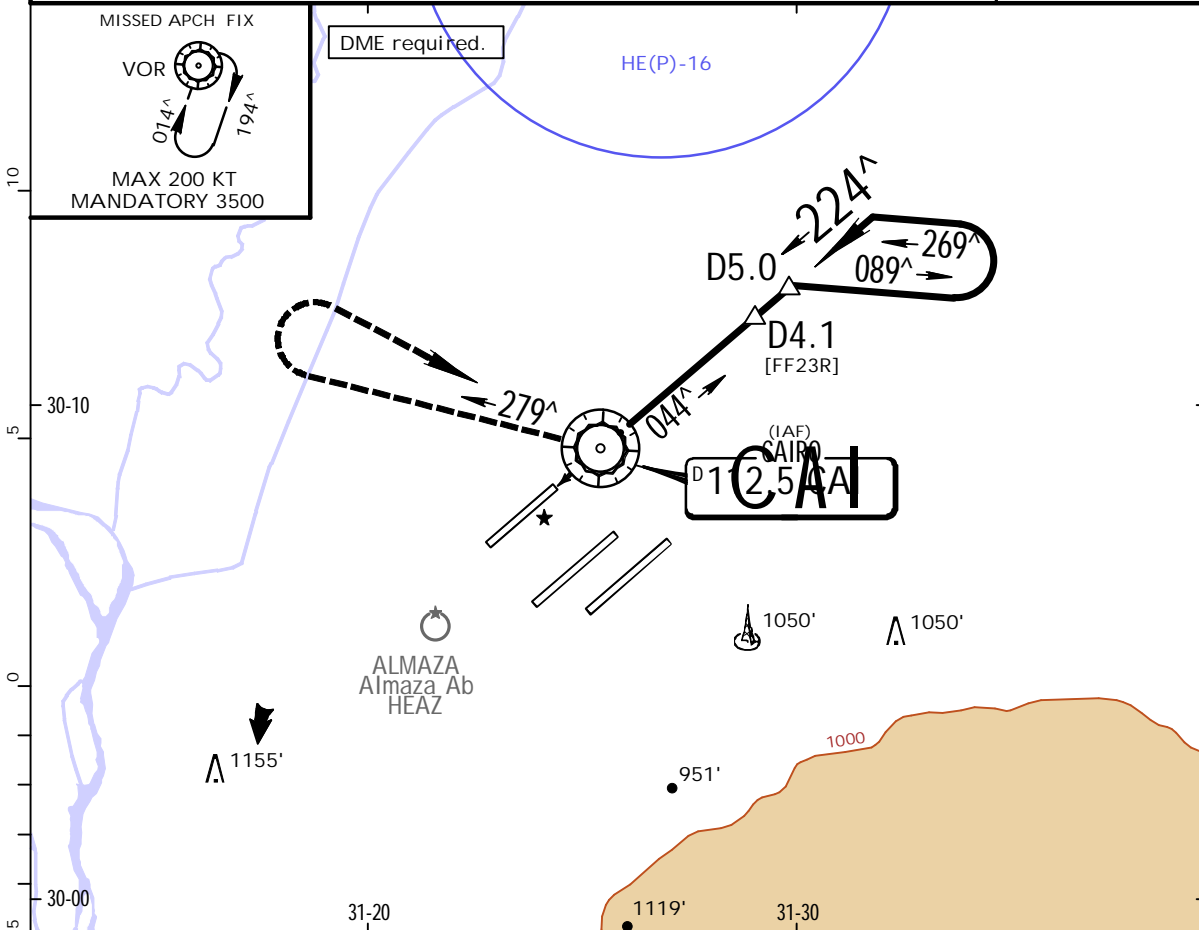 MISSED APCH FIX
VOR
014^
194^
MAX 200 KT
MANDATORY 3500
DME required.
HE(P)-16
10
224^
269^
089^
D5.0
D4.1
[FF23R]
279^
044^
30-10
5
(IAF)
CAIRO
D 112.5 CAI
CAI
1050'
1050'
ALMAZA
Almaza Ab
HEAZ
0
1155'
1000
951'
30-00
31-20
31-30
1119'
5